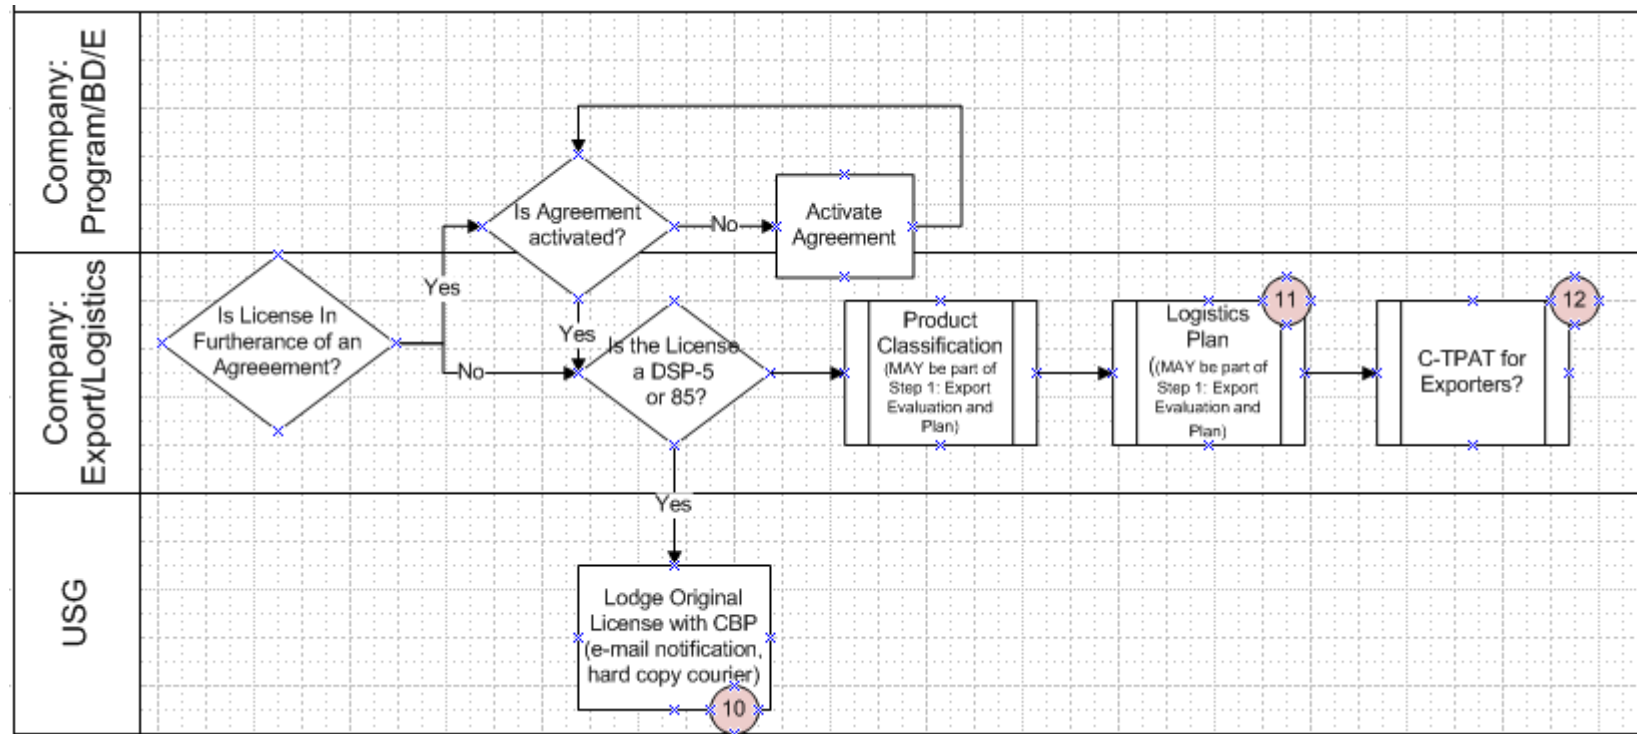 Company:
Program/BD/E
Is Agreement
activated?
No
Activate
Agreement
Company:
Export/Logistics
Is License In
Furtherance of an
Agreeement?
Yes
No
Yes
Is the License
a DSP-5
or 85?
Product
Classification
(MAY be part of
Step 1: Export
Evaluation and
Plan)
11
Logistics
Plan
((MAY be part of
Step 1: Export
Evaluation and
Plan)
12
C-TPAT for
Exporters?
USG
Yes
Lodge Original
License with CBP
(e-mail notification,
hard copy courier)
10